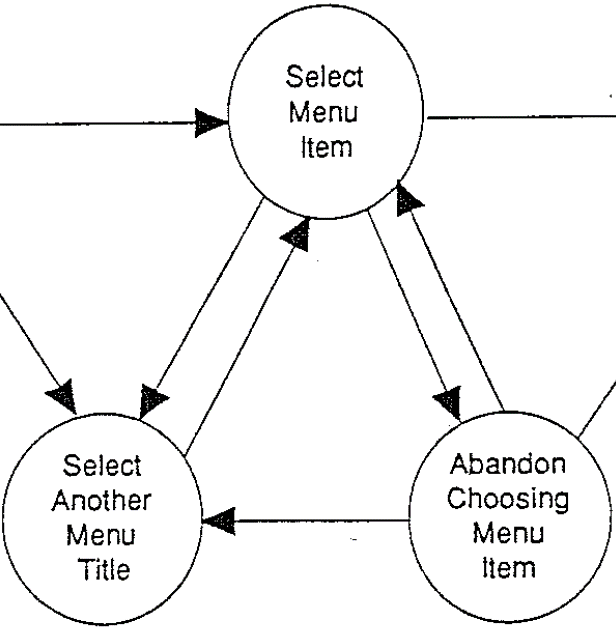 Select
Menu
Item
Select
Another
Menu
Title
Abandon
Choosing
Menu
Item